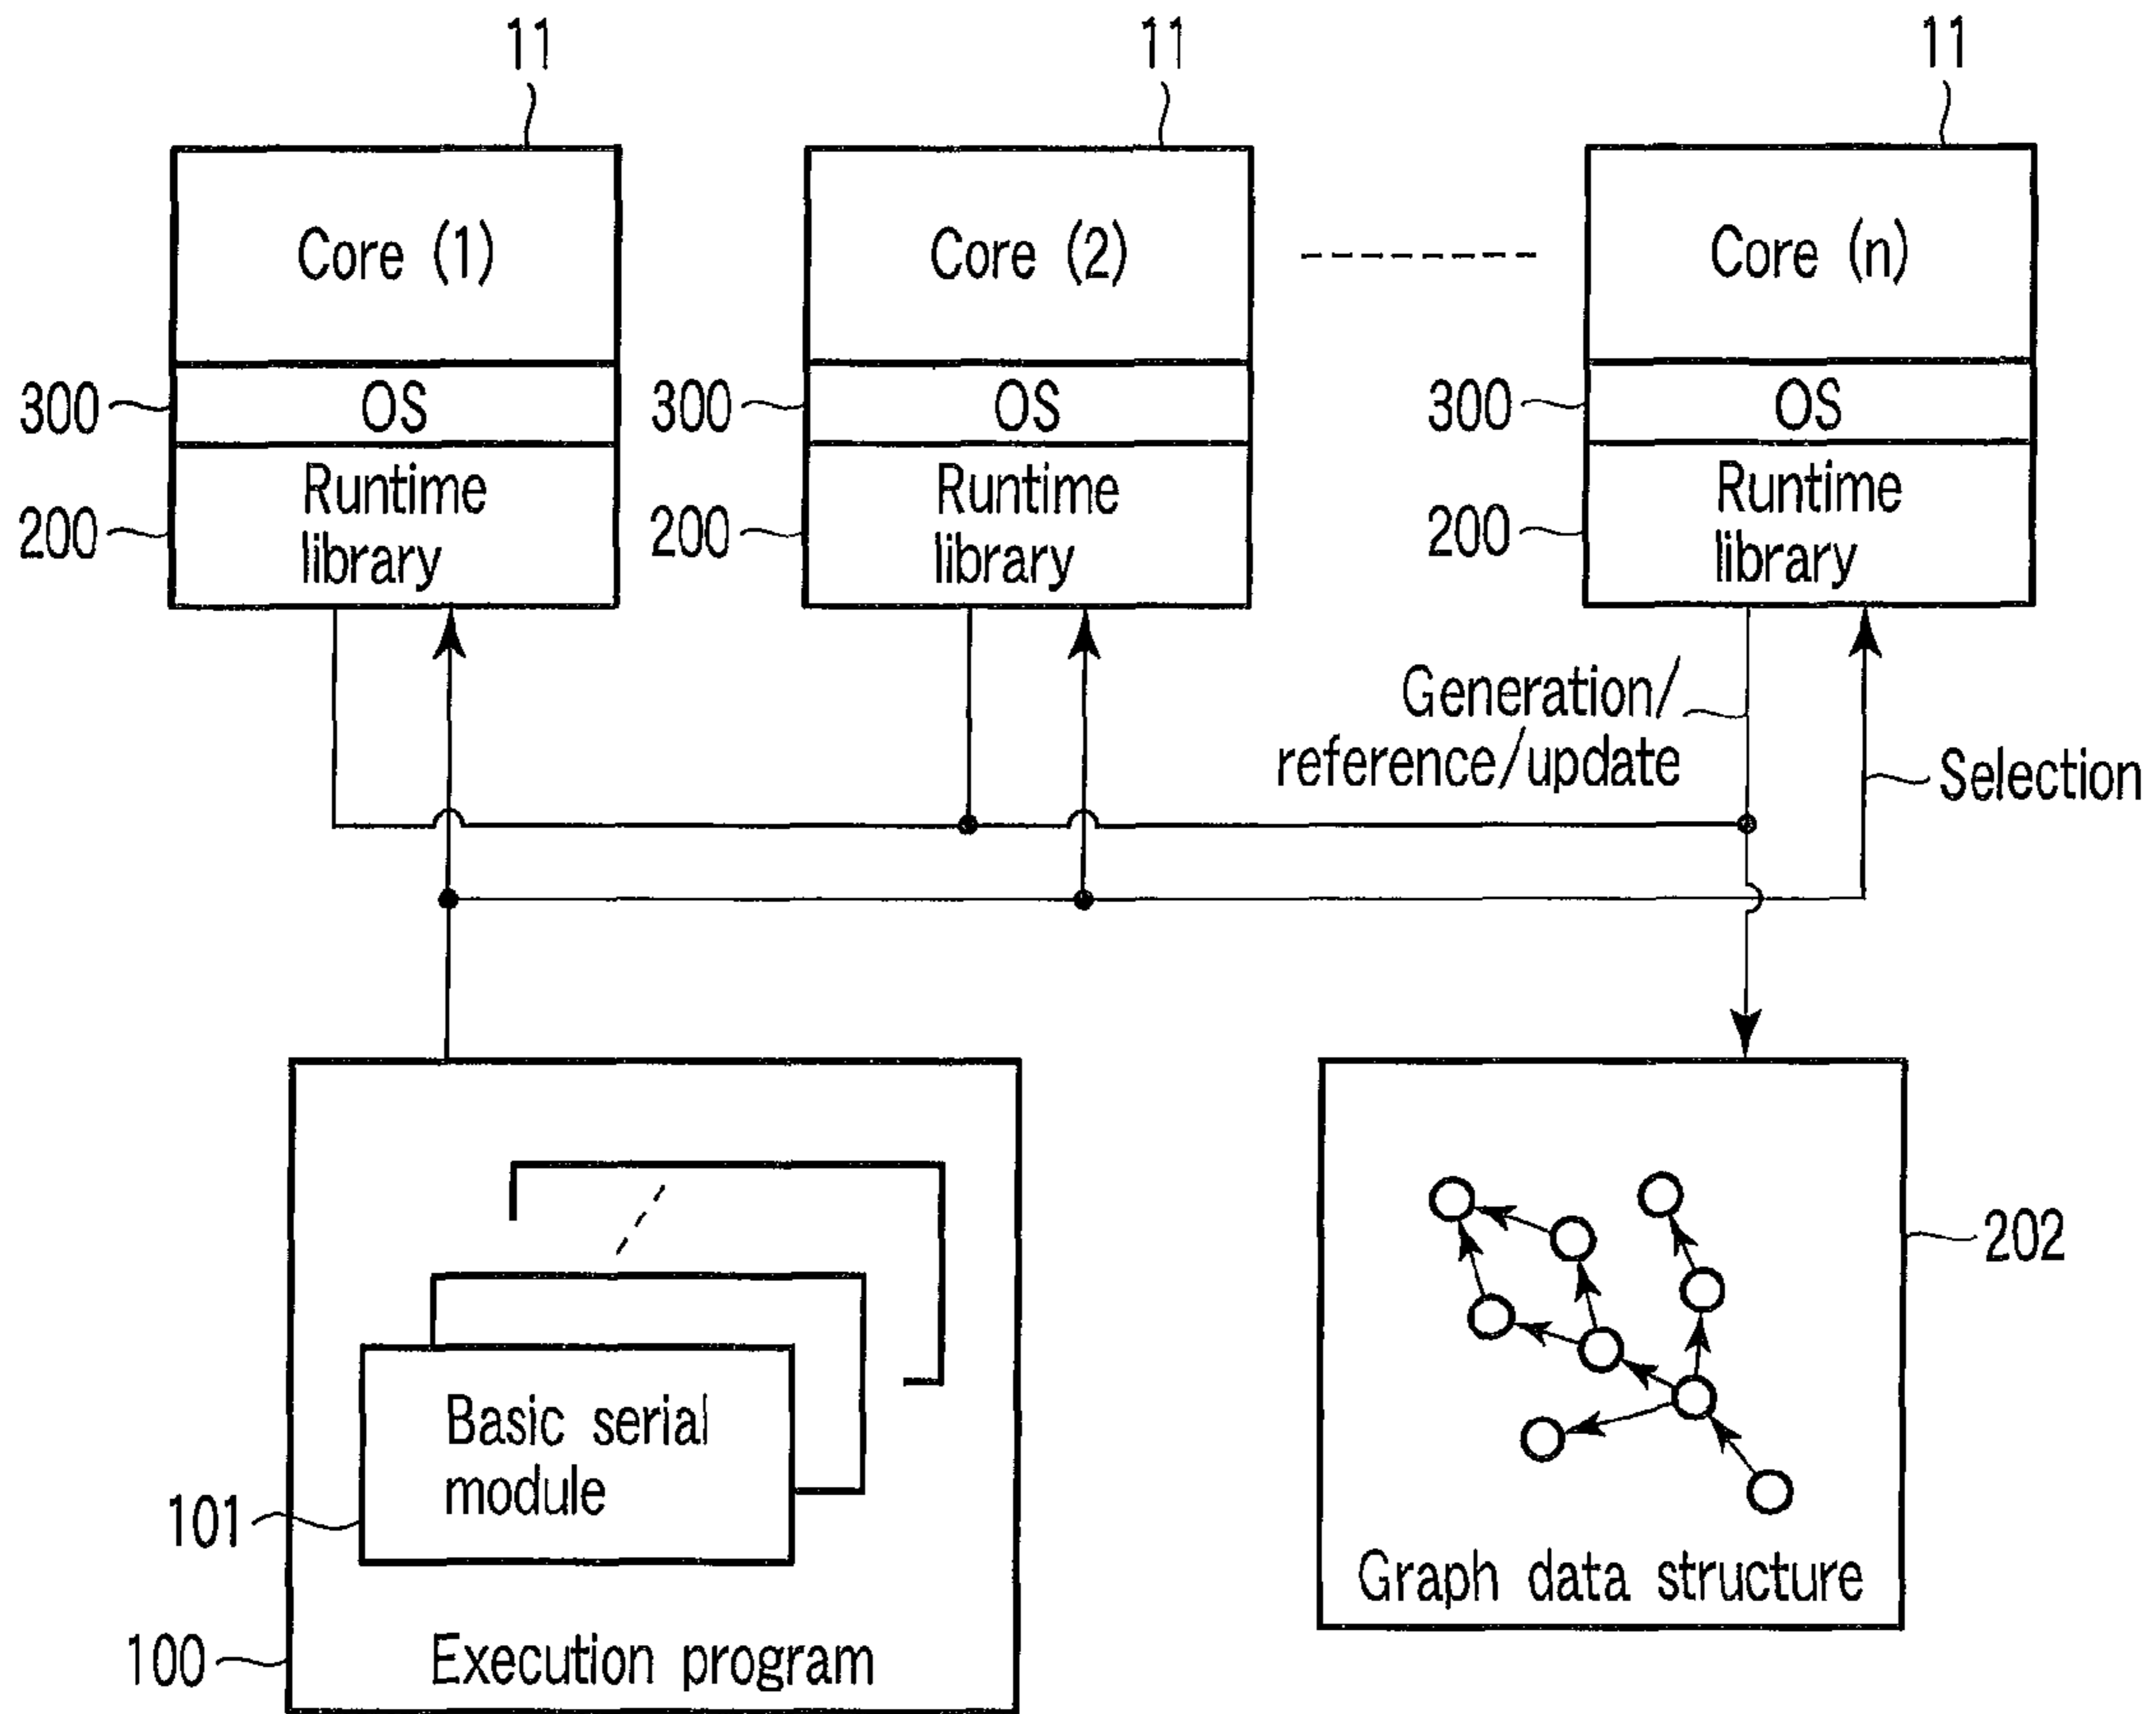 11
11
11
Core (1)
Core (2)
Core (n)
300
OS
300
OS
300
OS
200
Runtime
library
200
Runtime
library
200
Runtime
library
Generation/
reference/update
Selection
202
Basic serial
module
101
Graph data structure
100
Execution program